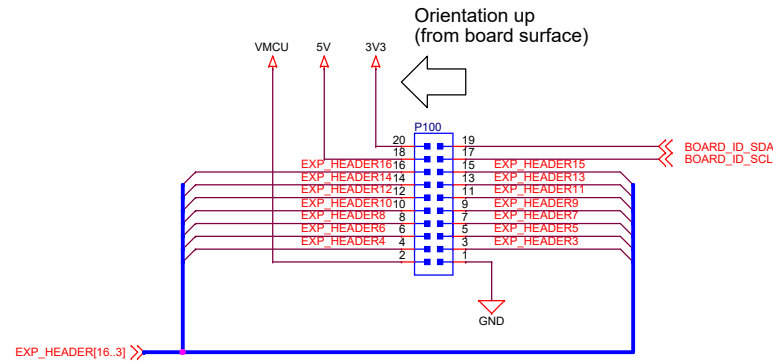 Orientation up
(from board surface)
VMCU 5V 3V3
P100
20 19 BOARD_ID_SDA
18 17 BOARD_ID_SCL
EXP_HEADER16 16 15 EXP_HEADER15
EXP_HEADER14 14 13 EXP_HEADER13
EXP_HEADER12 12 11 EXP_HEADER11
EXP_HEADER10 10 9 EXP_HEADER9
EXP_HEADER8 8 7 EXP_HEADER7
EXP_HEADER6 6 5 EXP_HEADER5
EXP_HEADER4 4 3 EXP_HEADER3
2 1
GND
EXP_HEADER[16..3]